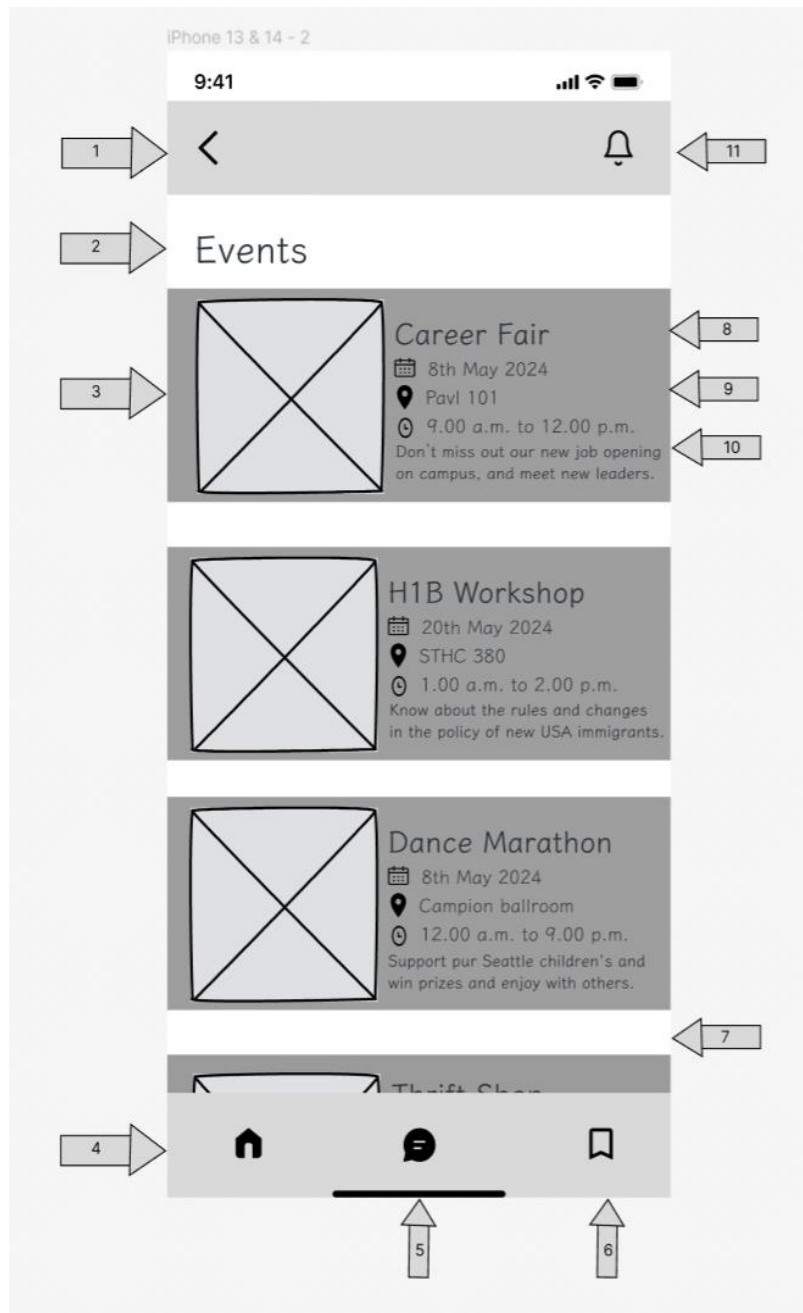 iPhone 13 & 14 - 2
9:41
1
11
2
Events
8
Career Fair
8th May 2024
3
9
Pavl 101
9.00 a.m. to 12.00 p.m.
10
Don't miss out our new job opening
on campus, and meet new leaders.
H1B Workshop
20th May 2024
STHC 380
1.00 a.m. to 2.00 p.m.
Know about the rules and changes
in the policy of new USA immigrants.
Dance Marathon
8th May 2024
Campion ballroom
12.00 a.m. to 9.00 p.m.
Support pur Seattle children's and
win prizes and enjoy with others.
7
Thrift Shop
4
5
6